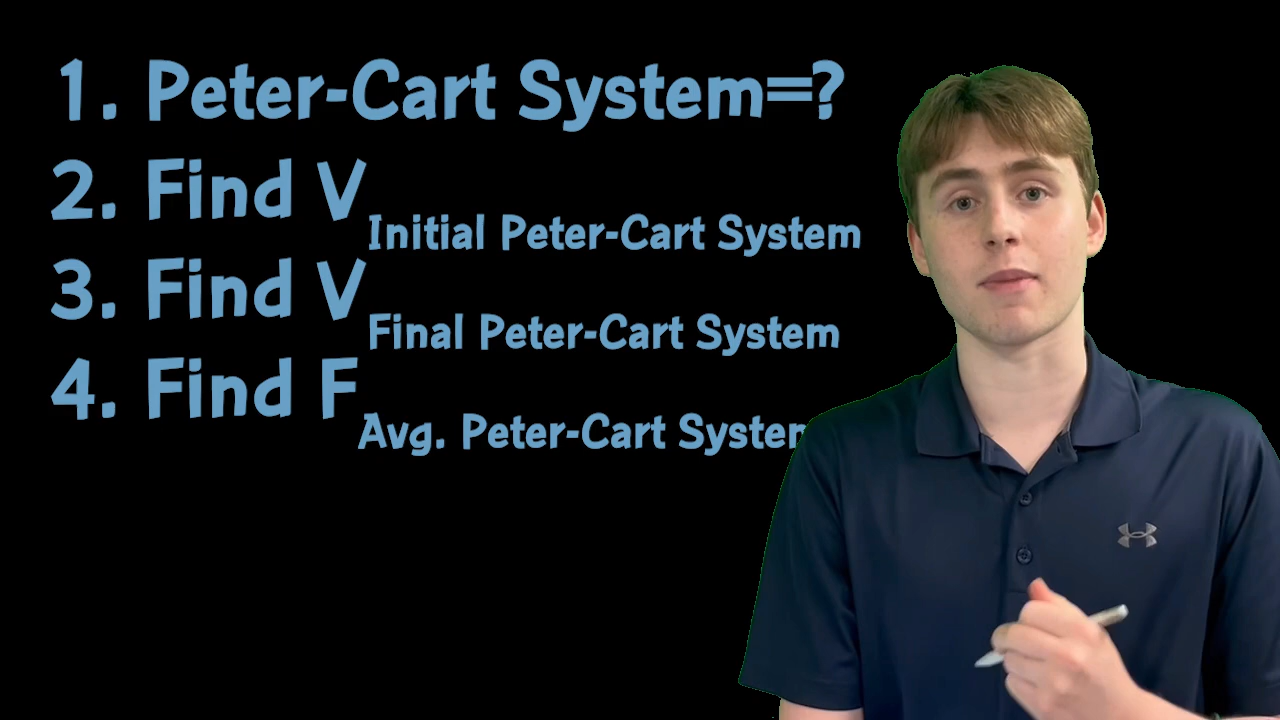 1. Peter-Cart System=?
2. Find V Initial Peter-Cart System
3. Find V Final Peter-Cart System
4. Find F Avg. Peter-Cart